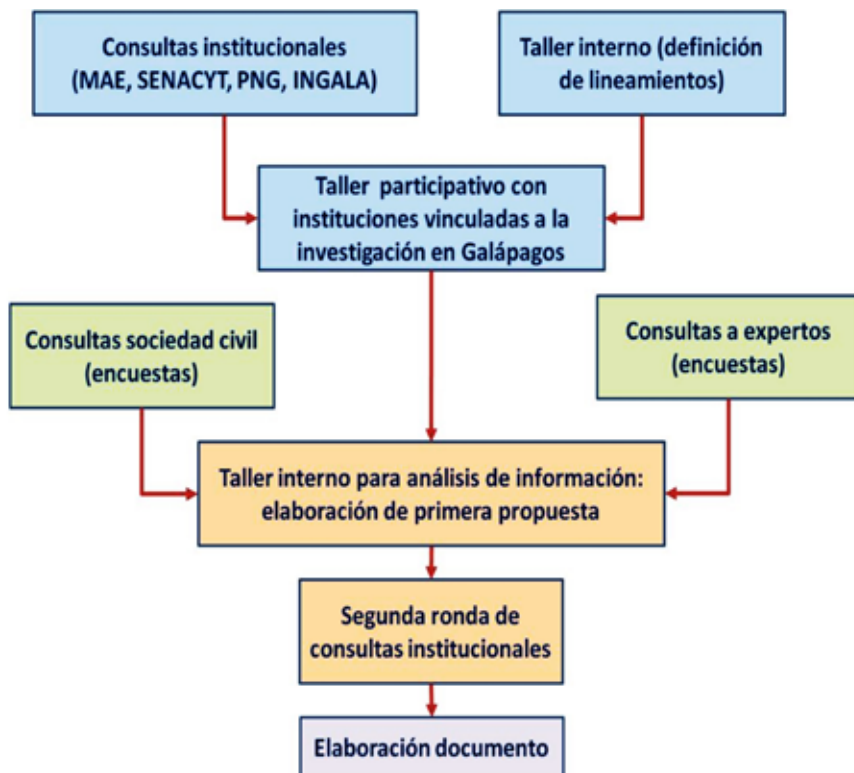 Consultas institucionales
(MAE, SENACYT, PNG, INGALA)
Taller interno (definición
de lineamientos)
Taller participativo con
instituciones vinculadas a la
investigación en Galápagos
Consultas sociedad civil
(encuestas)
Consultas a expertos
(encuestas)
Taller interno para análisis de información:
elaboración de primera propuesta
Segunda ronda de
consultas institucionales
Elaboración documento